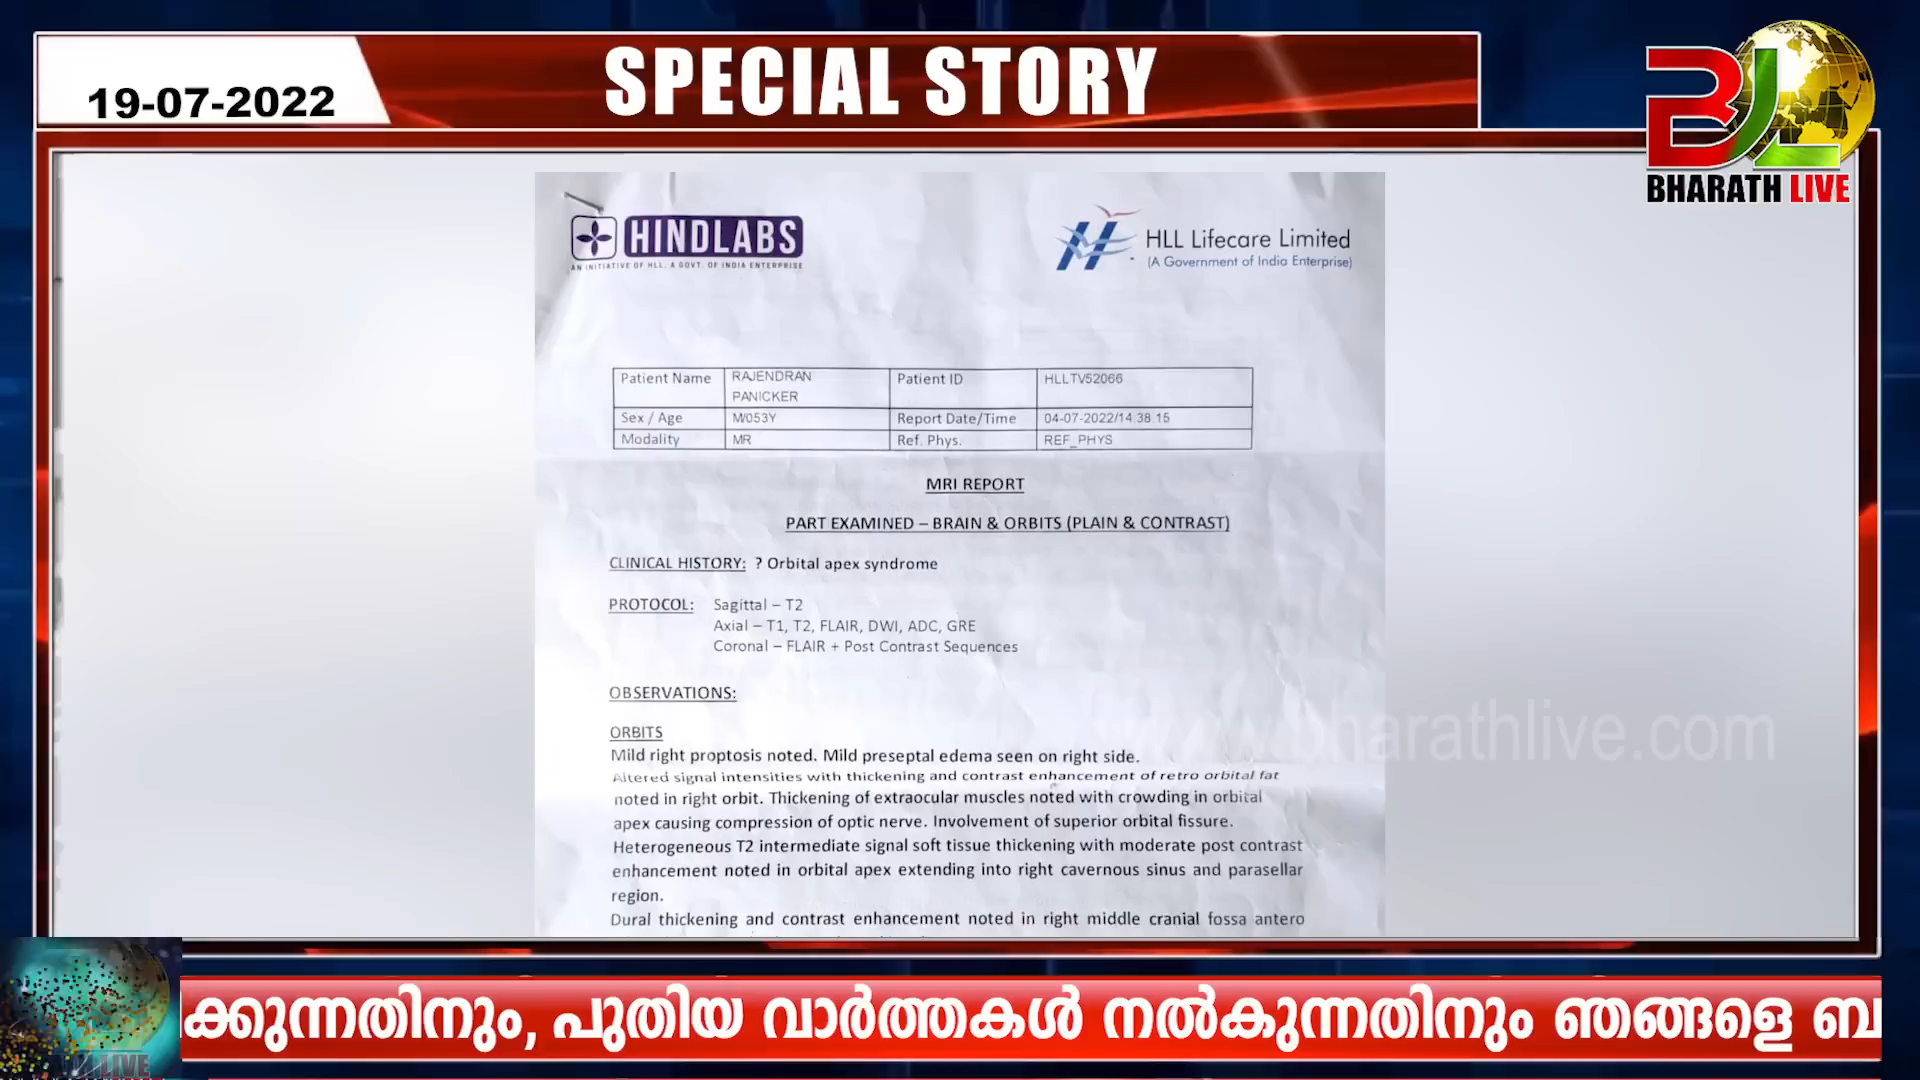 19-07-2022
SPECIAL STORY
BL
BHARATH LIVE
HINDLABS
AN INITIATIVE OF HLL, A GOVT. OF INDIA ENTERPRISE
HLL Lifecare Limited
(A Government of India Enterprise)
Patient Name RAJENDRAN PANICKER Patient ID HLLTV52066
Sex / Age M/053Y Report Date/Time 04-07-2022/14.38.15
Modality MR Ref. Phys. REF_PHYS
MRI REPORT
PART EXAMINED – BRAIN & ORBITS (PLAIN & CONTRAST)
CLINICAL HISTORY: ? Orbital apex syndrome
PROTOCOL: Sagittal – T2
Axial – T1, T2, FLAIR, DWI, ADC, GRE
Coronal – FLAIR + Post Contrast Sequences
OBSERVATIONS:
ORBITS
Mild right proptosis noted. Mild preseptal edema seen on right side.
Altered signal intensities with thickening and contrast enhancement of retro orbital fat
noted in right orbit. Thickening of extraocular muscles noted with crowding in orbital
apex causing compression of optic nerve. Involvement of superior orbital fissure.
Heterogeneous T2 intermediate signal soft tissue thickening with moderate post contrast
enhancement noted in orbital apex extending into right cavernous sinus and parasellar
region.
Dural thickening and contrast enhancement noted in right middle cranial fossa antero
www.bharathlive.com
ക്കുന്നതിനും, പുതിയ വാർത്തകൾ നൽകുന്നതിനും ഞങ്ങളെ ബ
LIVE